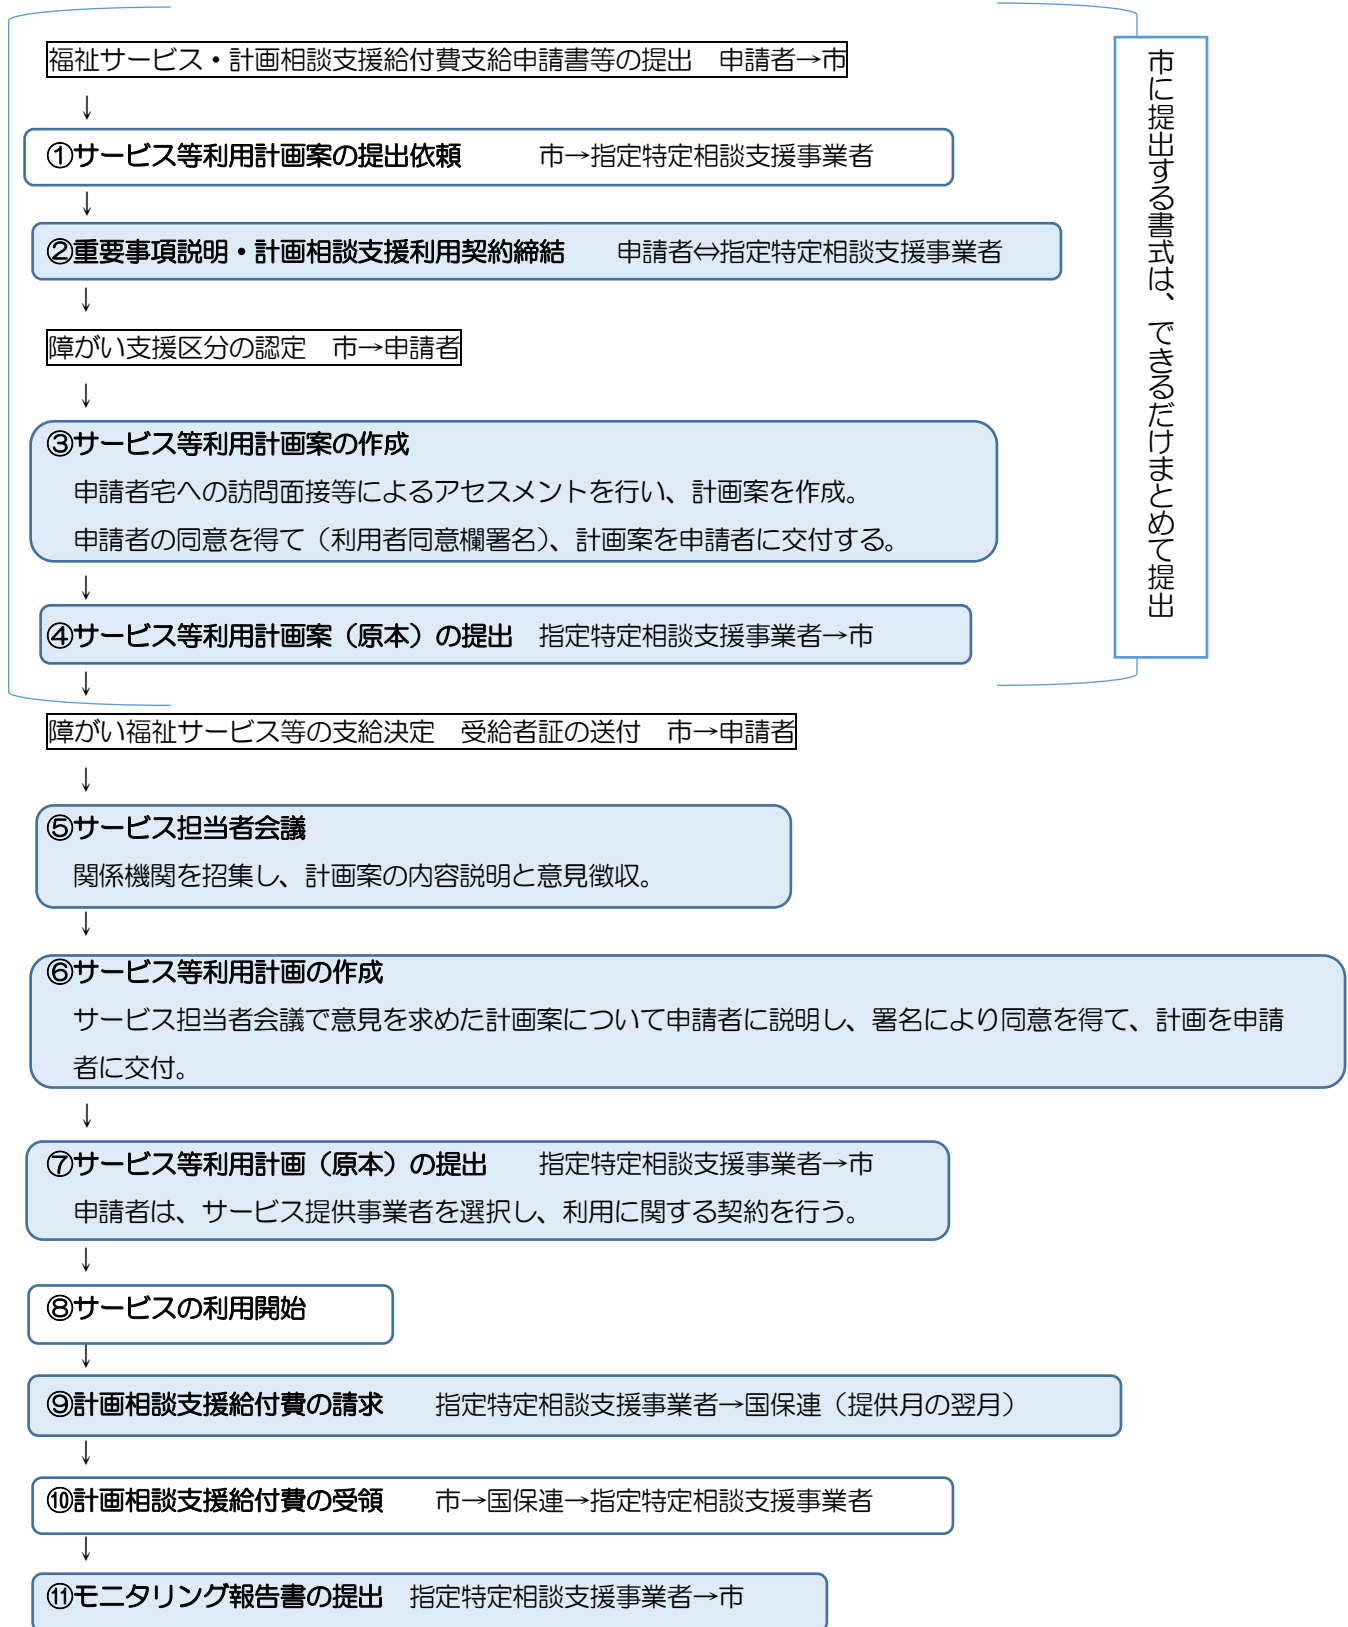 福祉サービス・計画相談支援給付費支給申請書等の提出　申請者→市
↓
①サービス等利用計画案の提出依頼　　　市→指定特定相談支援事業者
↓
②重要事項説明・計画相談支援利用契約締結　　申請者⇔指定特定相談支援事業者
↓
障がい支援区分の認定　市→申請者
↓
③サービス等利用計画案の作成
申請者宅への訪問面接等によるアセスメントを行い、計画案を作成。
申請者の同意を得て（利用者同意欄署名）、計画案を申請者に交付する。
↓
④サービス等利用計画案（原本）の提出　指定特定相談支援事業者→市
↓
市に提出する書式は、できるだけまとめて提出
障がい福祉サービス等の支給決定　受給者証の送付　市→申請者
↓
⑤サービス担当者会議
関係機関を招集し、計画案の内容説明と意見徴収。
↓
⑥サービス等利用計画の作成
サービス担当者会議で意見を求めた計画案について申請者に説明し、署名により同意を得て、計画を申請
者に交付。
↓
⑦サービス等利用計画（原本）の提出　　指定特定相談支援事業者→市
申請者は、サービス提供事業者を選択し、利用に関する契約を行う。
↓
⑧サービスの利用開始
↓
⑨計画相談支援給付費の請求　　指定特定相談支援事業者→国保連（提供月の翌月）
↓
⑩計画相談支援給付費の受領　　市→国保連→指定特定相談支援事業者
↓
⑪モニタリング報告書の提出　指定特定相談支援事業者→市